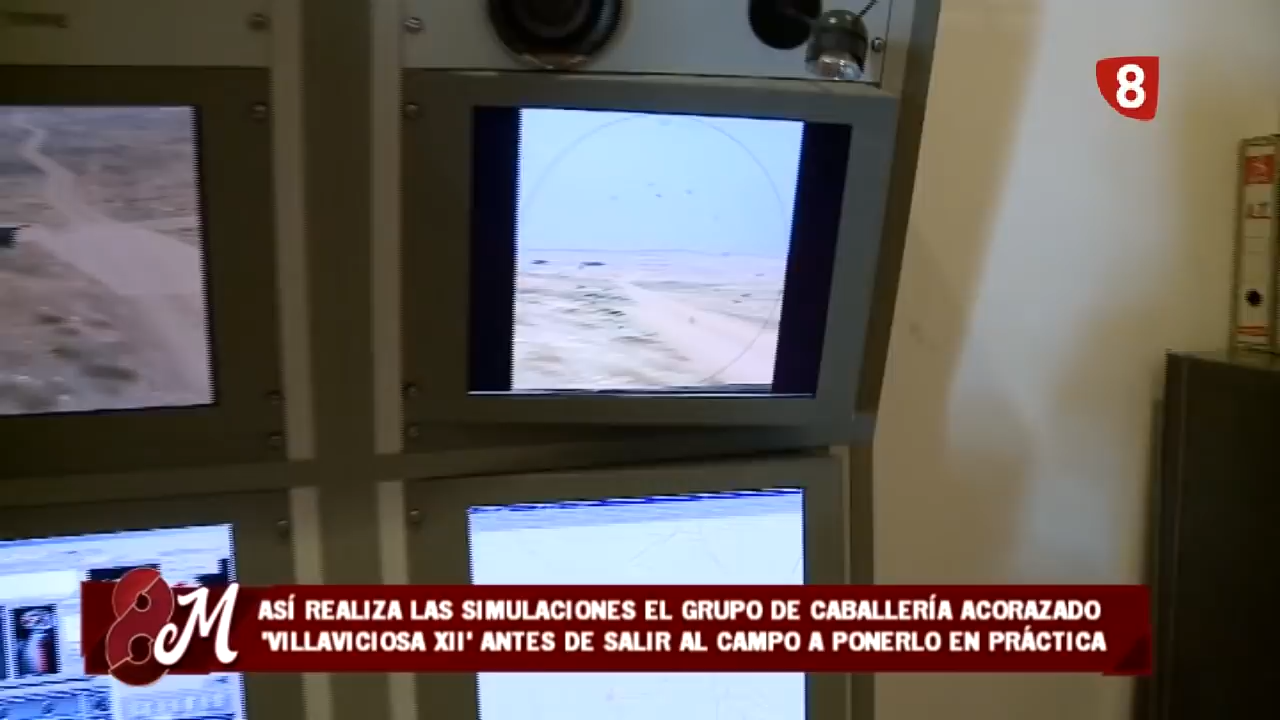 8
A.T.
8M
ASÍ REALIZA LAS SIMULACIONES EL GRUPO DE CABALLERÍA ACORAZADO
'VILLAVICIOSA XII' ANTES DE SALIR AL CAMPO A PONERLO EN PRÁCTICA